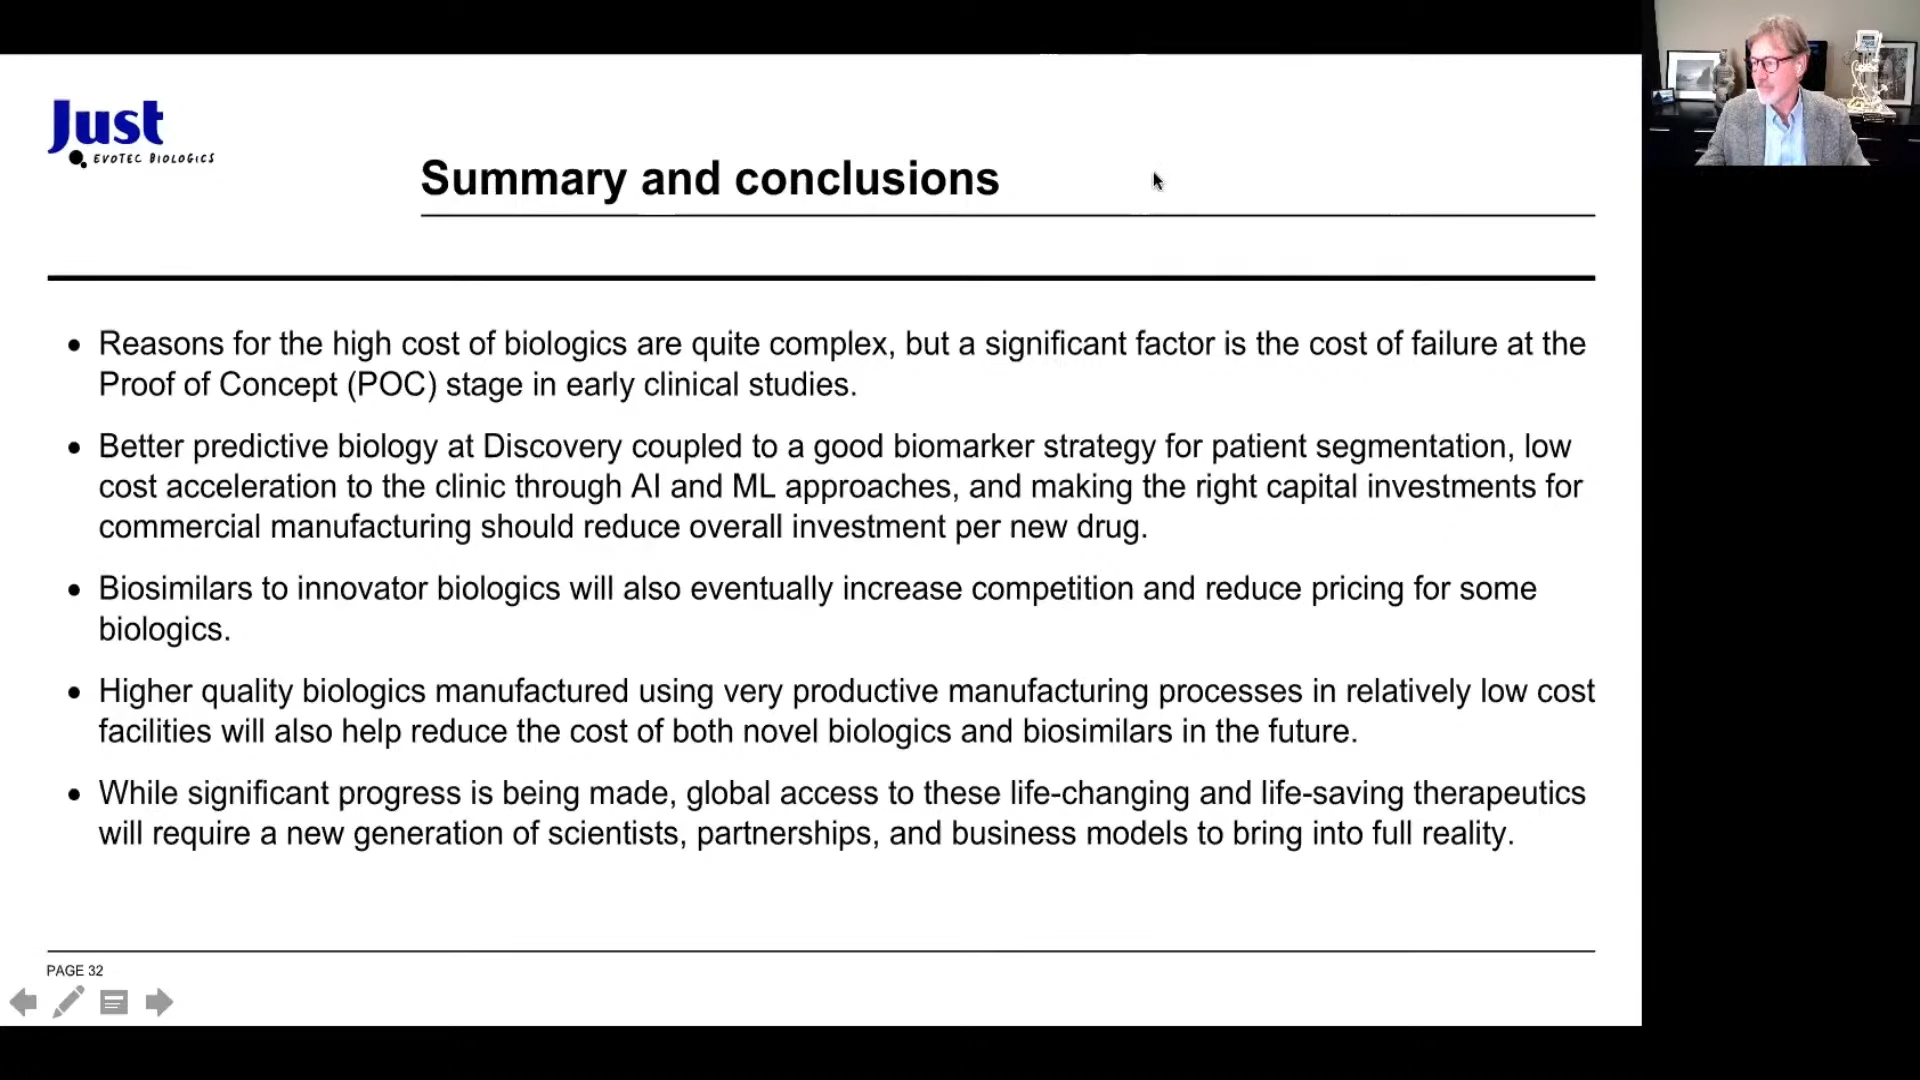 Just
EVOTEC BIOLOGICS
Summary and conclusions
• Reasons for the high cost of biologics are quite complex, but a significant factor is the cost of failure at the
Proof of Concept (POC) stage in early clinical studies.
• Better predictive biology at Discovery coupled to a good biomarker strategy for patient segmentation, low
cost acceleration to the clinic through AI and ML approaches, and making the right capital investments for
commercial manufacturing should reduce overall investment per new drug.
• Biosimilars to innovator biologics will also eventually increase competition and reduce pricing for some
biologics.
• Higher quality biologics manufactured using very productive manufacturing processes in relatively low cost
facilities will also help reduce the cost of both novel biologics and biosimilars in the future.
• While significant progress is being made, global access to these life-changing and life-saving therapeutics
will require a new generation of scientists, partnerships, and business models to bring into full reality.
PAGE 32